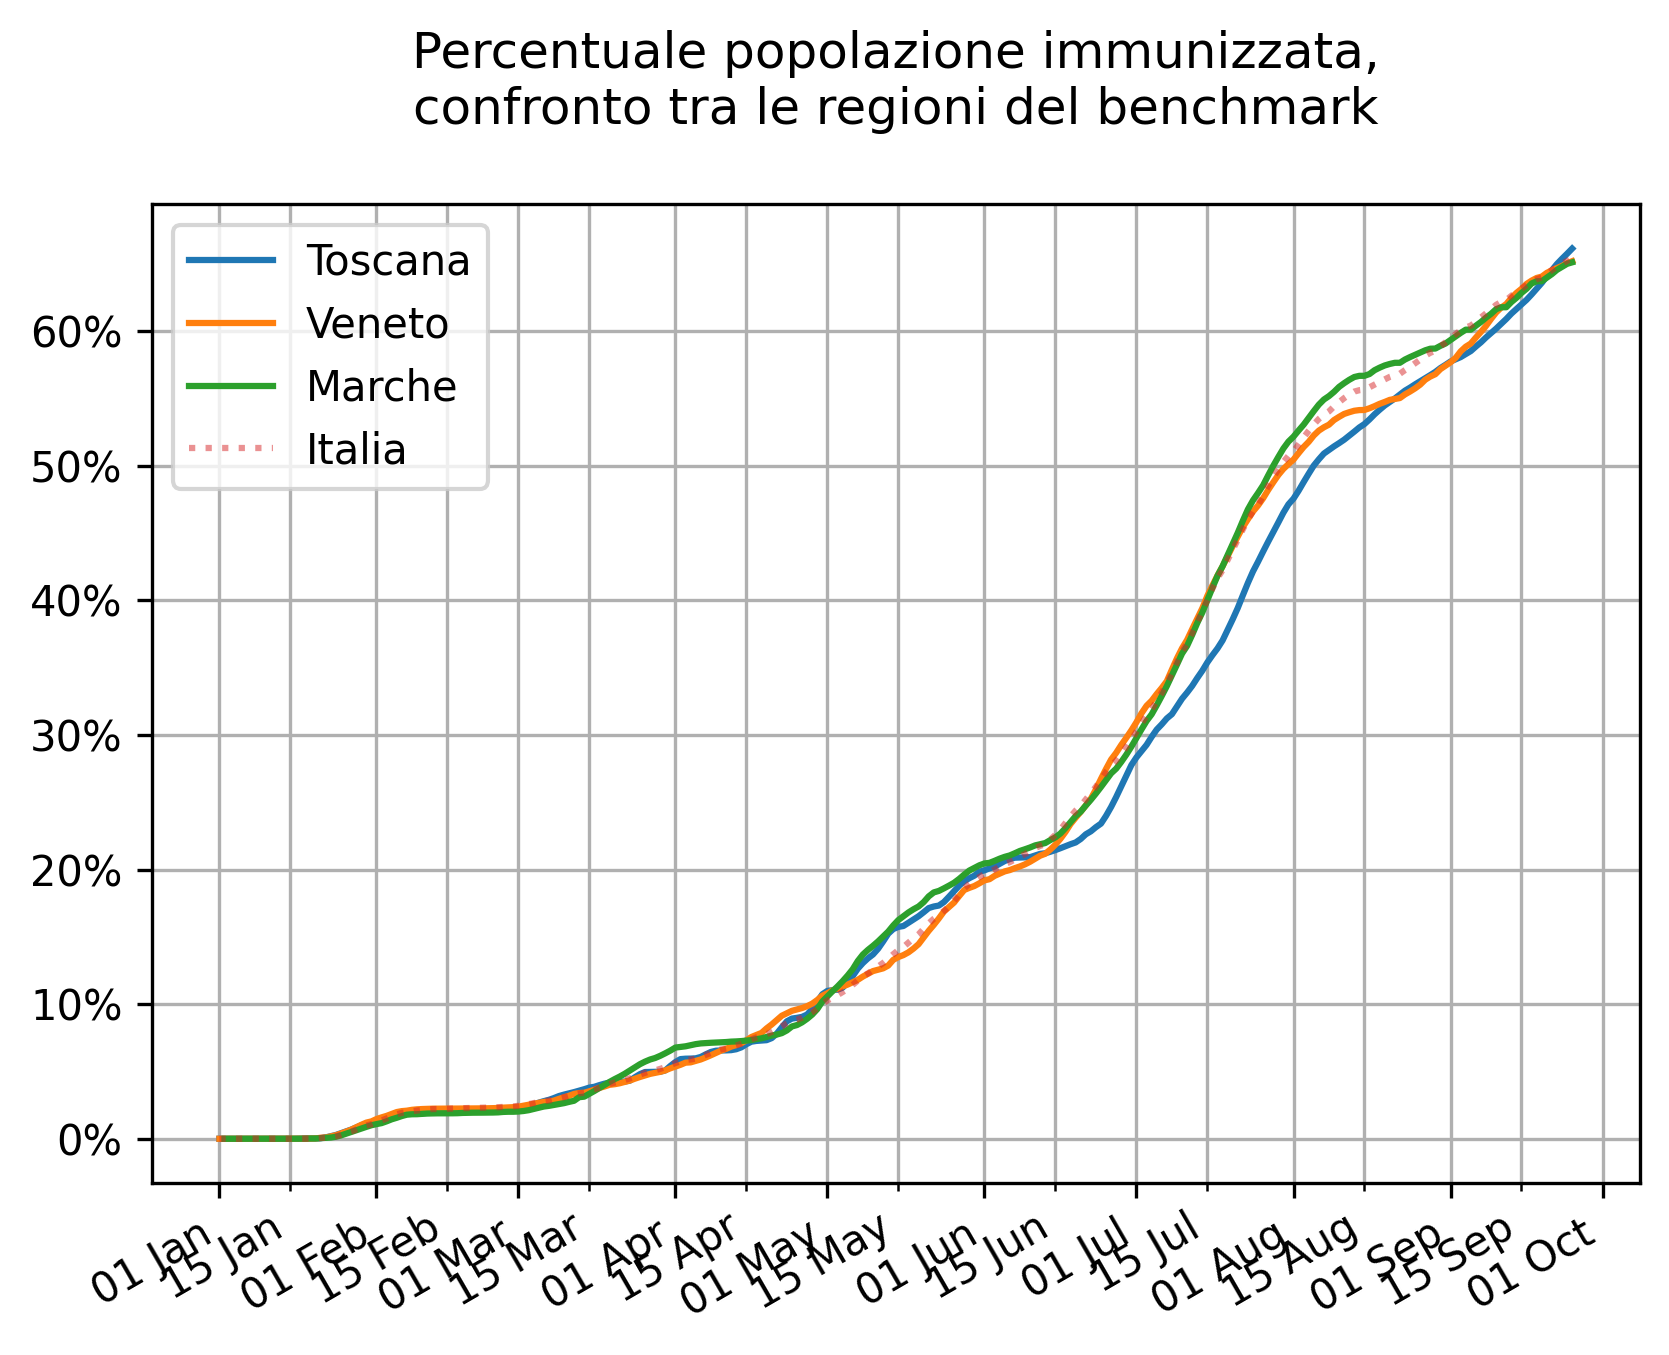 Percentuale popolazione immunizzata,
confronto tra le regioni del benchmark
Toscana
Veneto
Marche
Italia
60%
50%
40%
30%
20%
10%
0%
01 Jan
15 Jan
01 Feb
15 Feb
01 Mar
15 Mar
01 Apr
15 Apr
01 May
15 May
01 Jun
15 Jun
01 Jul
15 Jul
01 Aug
15 Aug
01 Sep
15 Sep
01 Oct